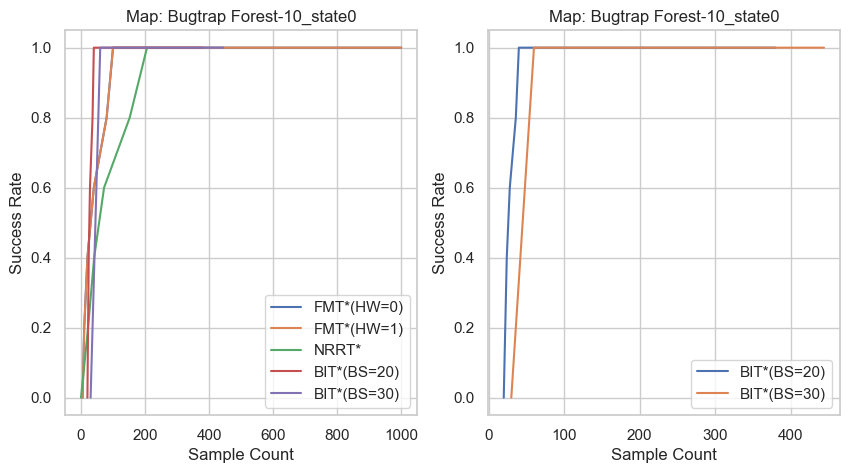 Map: Bugtrap Forest-10_state0
1.0
0.8
0.6
0.4
0.2
0.0
Success Rate
0
200
400
600
800
1000
Sample Count
FMT*(HW=0)
FMT*(HW=1)
NRRT*
BIT*(BS=20)
BIT*(BS=30)
Map: Bugtrap Forest-10_state0
1.0
0.8
0.6
0.4
0.2
0.0
Success Rate
0
100
200
300
400
Sample Count
BIT*(BS=20)
BIT*(BS=30)